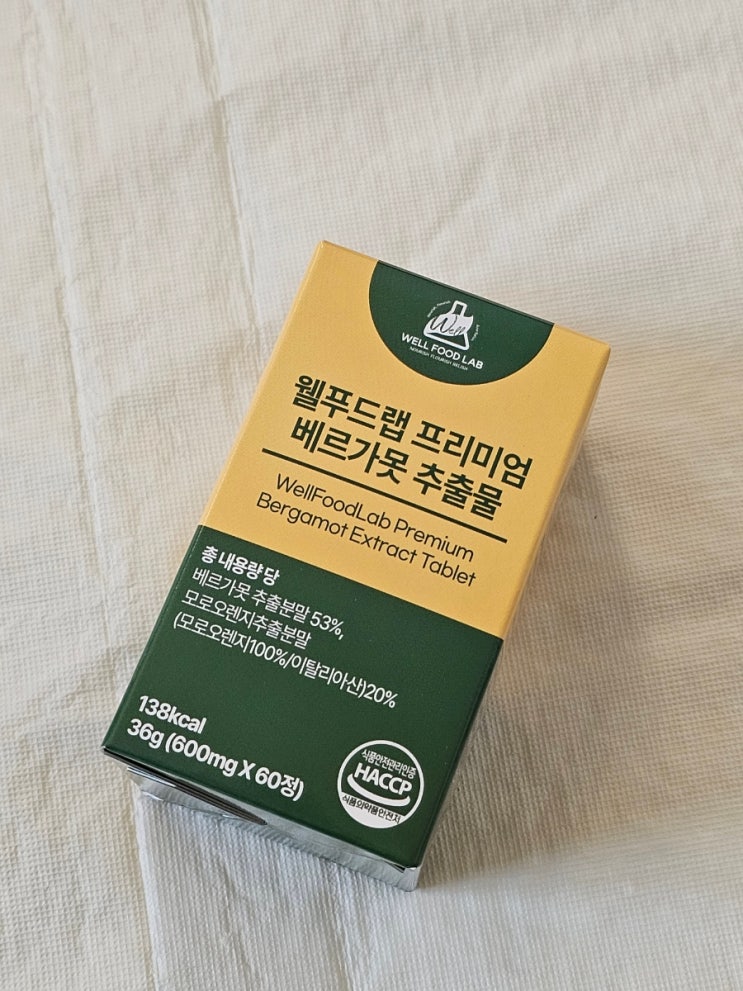 Well
WELL FOOD LAB
NOURISH FLOURISH RELISH
웰푸드랩 프리미엄
베르가못 추출물
WellFoodLab Premium
Bergamot Extract Tablet
총 내용량 당
베르가못 추출분말 53%,
모로오렌지추출분말
(모로오렌지100%/이탈리아산)20%
138kcal
36g (600mg X 60정)
식품안전관리인증
HACCP
식품의약품안전처